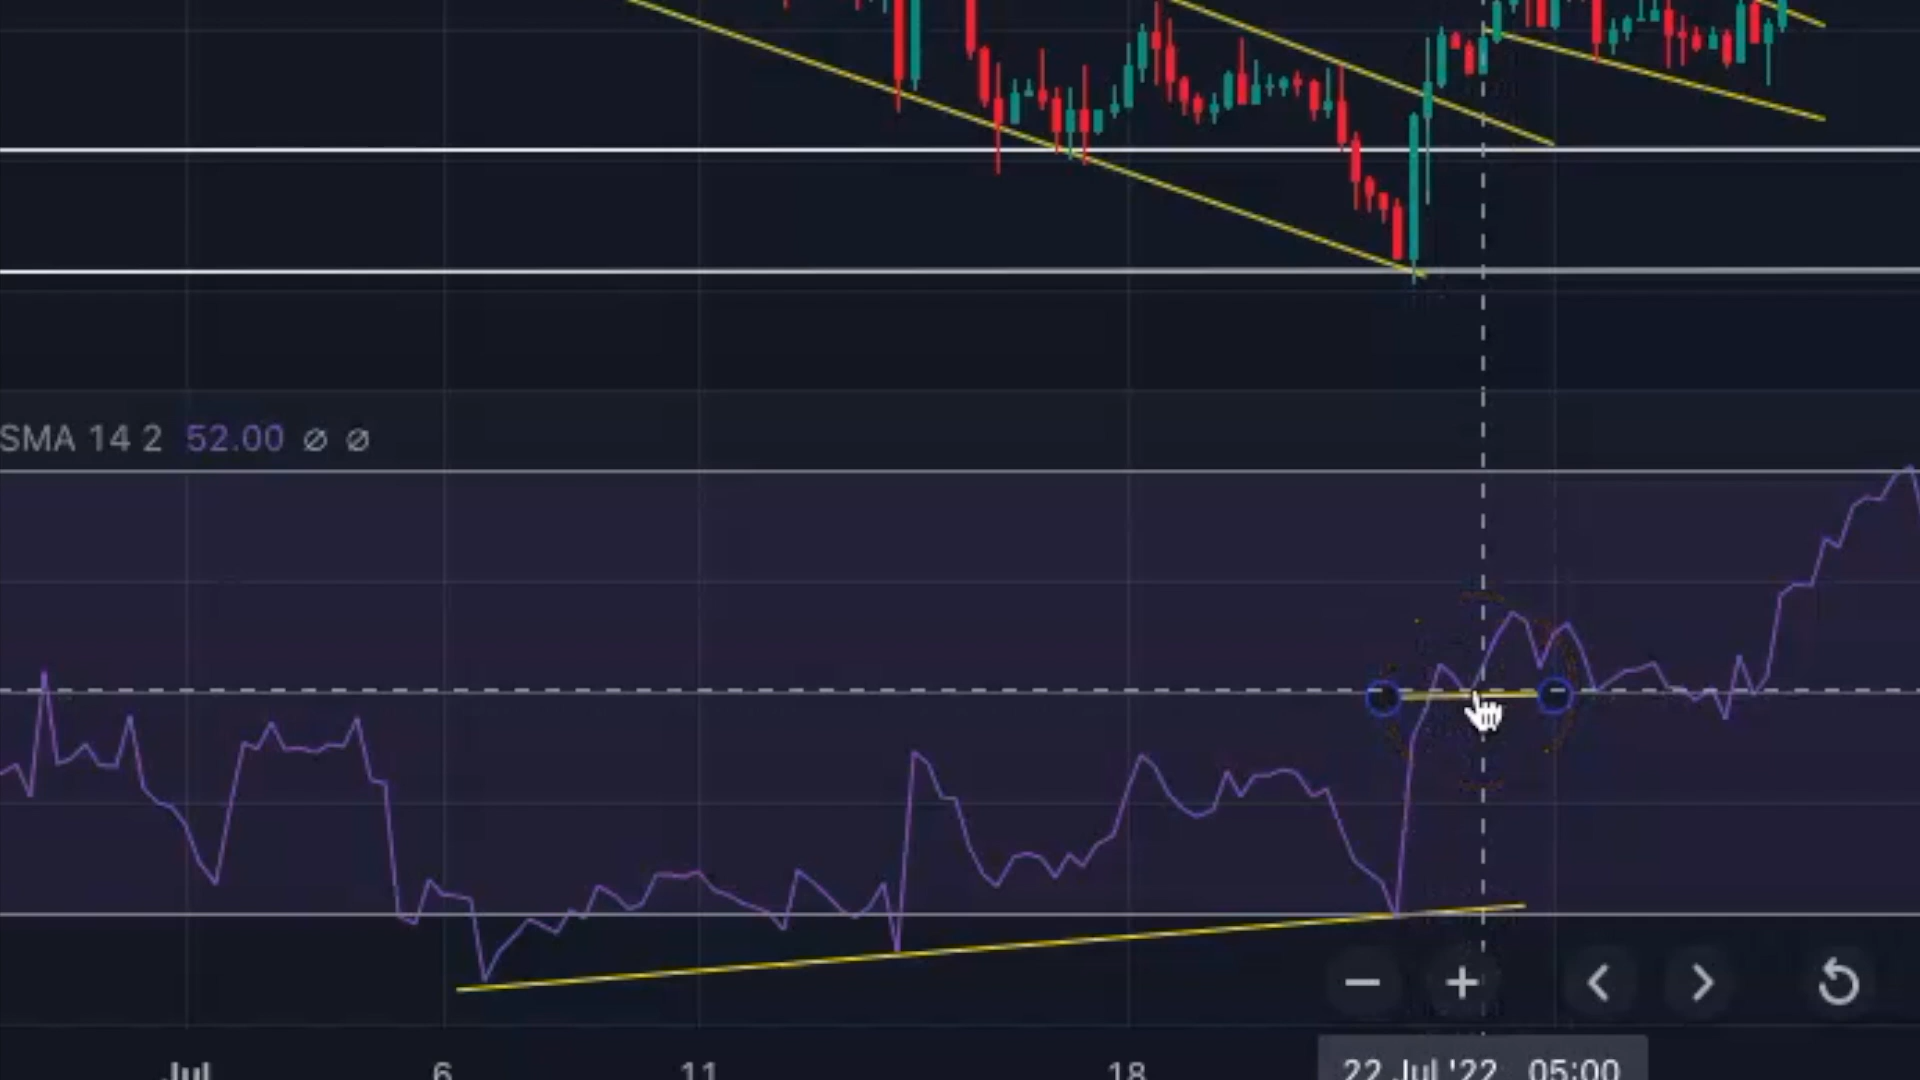 SMA 14 2 52.00 ∅ ∅
Jul 6 11 18 22 Jul '22 05:00